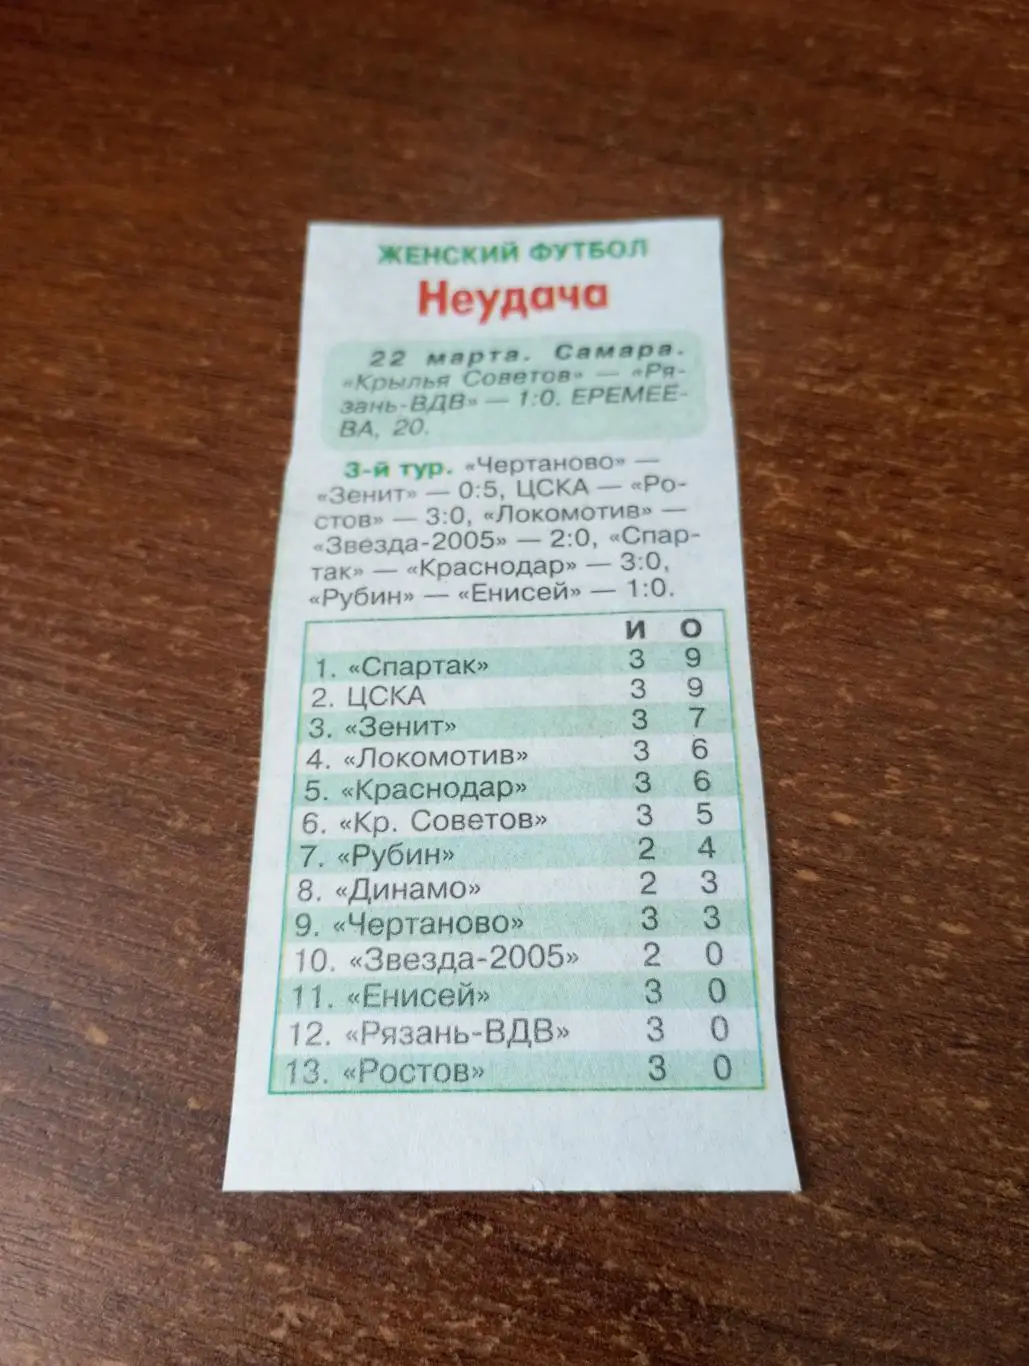 ЖЕНСКИЙ ФУТБОЛ
Неудача
22 марта. Самара.
«Крылья Советов» — «Ря-
зань-ВДВ» — 1:0. ЕРЕМЕЕ-
ВА, 20.
3-й тур. «Чертаново» —
«Зенит» — 0:5, ЦСКА — «Ро-
стов» — 3:0, «Локомотив» —
«Звезда-2005» — 2:0, «Спар-
так» — «Краснодар» — 3:0,
«Рубин» — «Енисей» — 1:0.
И О
1. «Спартак» 3 9
2. ЦСКА 3 9
3. «Зенит» 3 7
4. «Локомотив» 3 6
5. «Краснодар» 3 6
6. «Кр. Советов» 3 5
7. «Рубин» 2 4
8. «Динамо» 2 3
9. «Чертаново» 3 3
10. «Звезда-2005» 2 0
11. «Енисей» 3 0
12. «Рязань-ВДВ» 3 0
13. «Ростов» 3 0